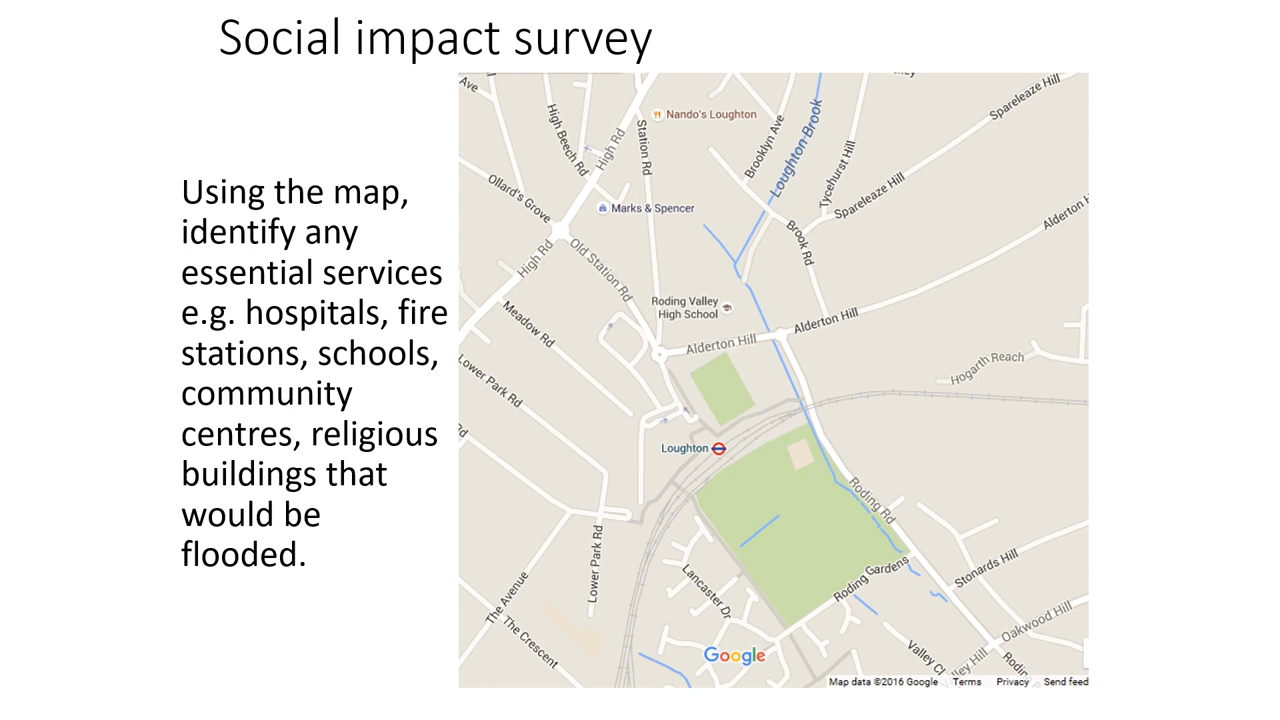 Social impact survey
Using the map,
identify any
essential services
e.g. hospitals, fire
stations, schools,
community
centres, religious
buildings that
would be
flooded.
Ave
High Beech Rd
High Rd
Station Rd
Nando's Loughton
Brooklyn Ave
Loughton Brook
Tycehurst Hill
Spareleaze Hill
Ollard's Grove
Marks & Spencer
Spareleaze Hill
Alderton H
High Rd
Old Station Rd
Brook Rd
Meadow Rd
Roding Valley
High School
Alderton Hill
Alderton Hill
Lower Park Rd
Hogarth Reach
Rd
Loughton
Roding Rd
Lower Park Rd
The Avenue
The Crescent
Lancaster Dr
Roding Gardens
Stonards Hill
Oakwood Hill
Valley Cl
lley Hill
Rodin
Google
Map data ©2016 Google Terms Privacy Send feed